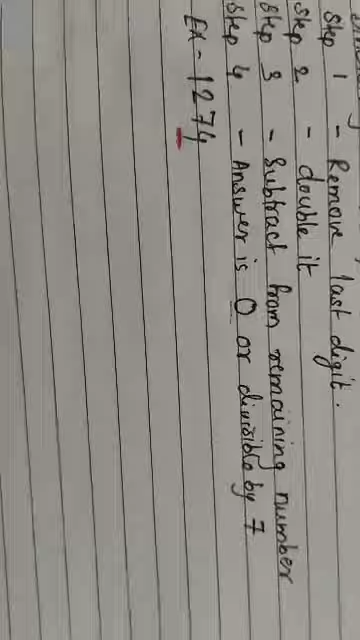 Step 1 - Remove last digit.
Step 2 - double it
Step 3 - Subtract from remaining number
Step 4 - Answer is 0 or divisible by 7
Ex - 1274